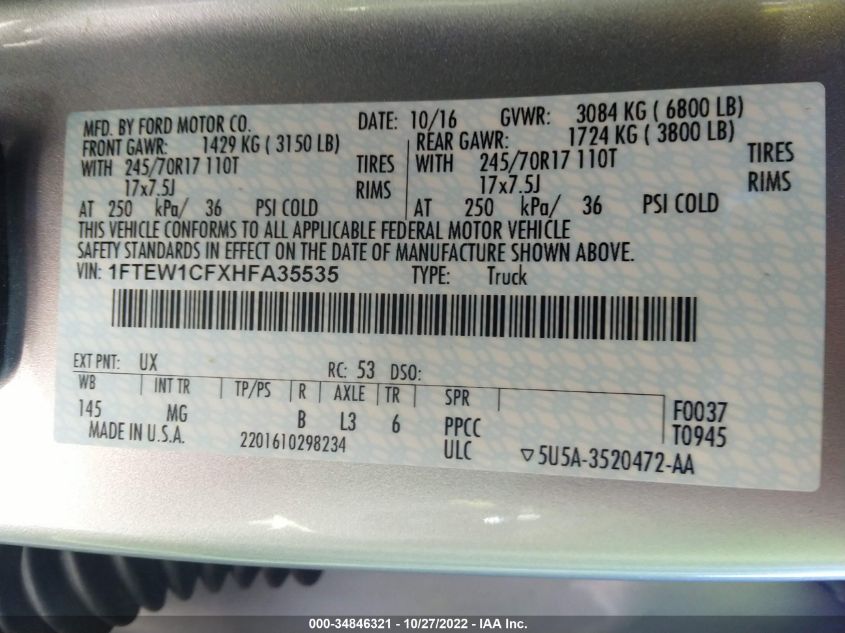 MFD. BY FORD MOTOR CO. DATE: 10/16 GVWR: 3084 KG ( 6800 LB)
FRONT GAWR: 1429 KG ( 3150 LB) REAR GAWR: 1724 KG ( 3800 LB)
WITH 245/70R17 110T TIRES WITH 245/70R17 110T TIRES
17x7.5J RIMS 17x7.5J RIMS
AT 250 kPa/ 36 PSI COLD AT 250 kPa/ 36 PSI COLD
THIS VEHICLE CONFORMS TO ALL APPLICABLE FEDERAL MOTOR VEHICLE
SAFETY STANDARDS IN EFFECT ON THE DATE OF MANUFACTURE SHOWN ABOVE.
VIN: 1FTEW1CFXHFA35535 TYPE: Truck
EXT PNT: UX RC: 53 DSO:
WB INT TR TP/PS R AXLE TR SPR
145 MG B L3 6 PPCC F0037
MADE IN U.S.A. 2201610298234 ULC T0945
▽5U5A-3520472-AA
000-34846321 - 10/27/2022 - IAA Inc.